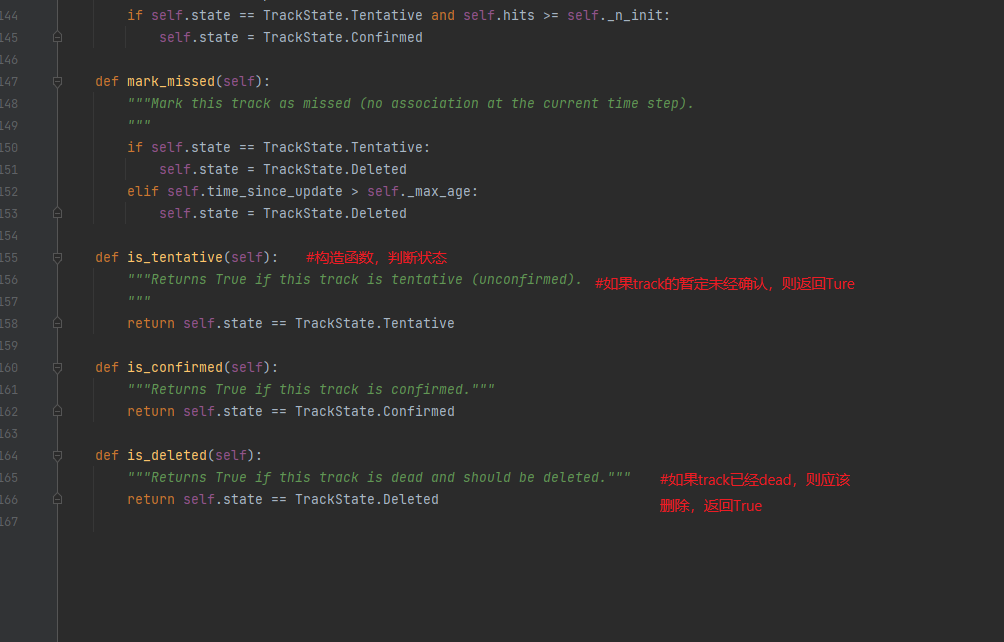 144 if self.state == TrackState.Tentative and self.hits >= self._n_init:
145 self.state = TrackState.Confirmed
146
147 def mark_missed(self):
148 """Mark this track as missed (no association at the current time step).
149 """
150 if self.state == TrackState.Tentative:
151 self.state = TrackState.Deleted
152 elif self.time_since_update > self._max_age:
153 self.state = TrackState.Deleted
154
155 def is_tentative(self): #构造函数，判断状态
156 """Returns True if this track is tentative (unconfirmed). #如果track的暂定未经确认，则返回Ture
157 """
158 return self.state == TrackState.Tentative
159
160 def is_confirmed(self):
161 """Returns True if this track is confirmed."""
162 return self.state == TrackState.Confirmed
163
164 def is_deleted(self):
165 """Returns True if this track is dead and should be deleted.""" #如果track已经dead，则应该
166 return self.state == TrackState.Deleted 删除，返回True
167